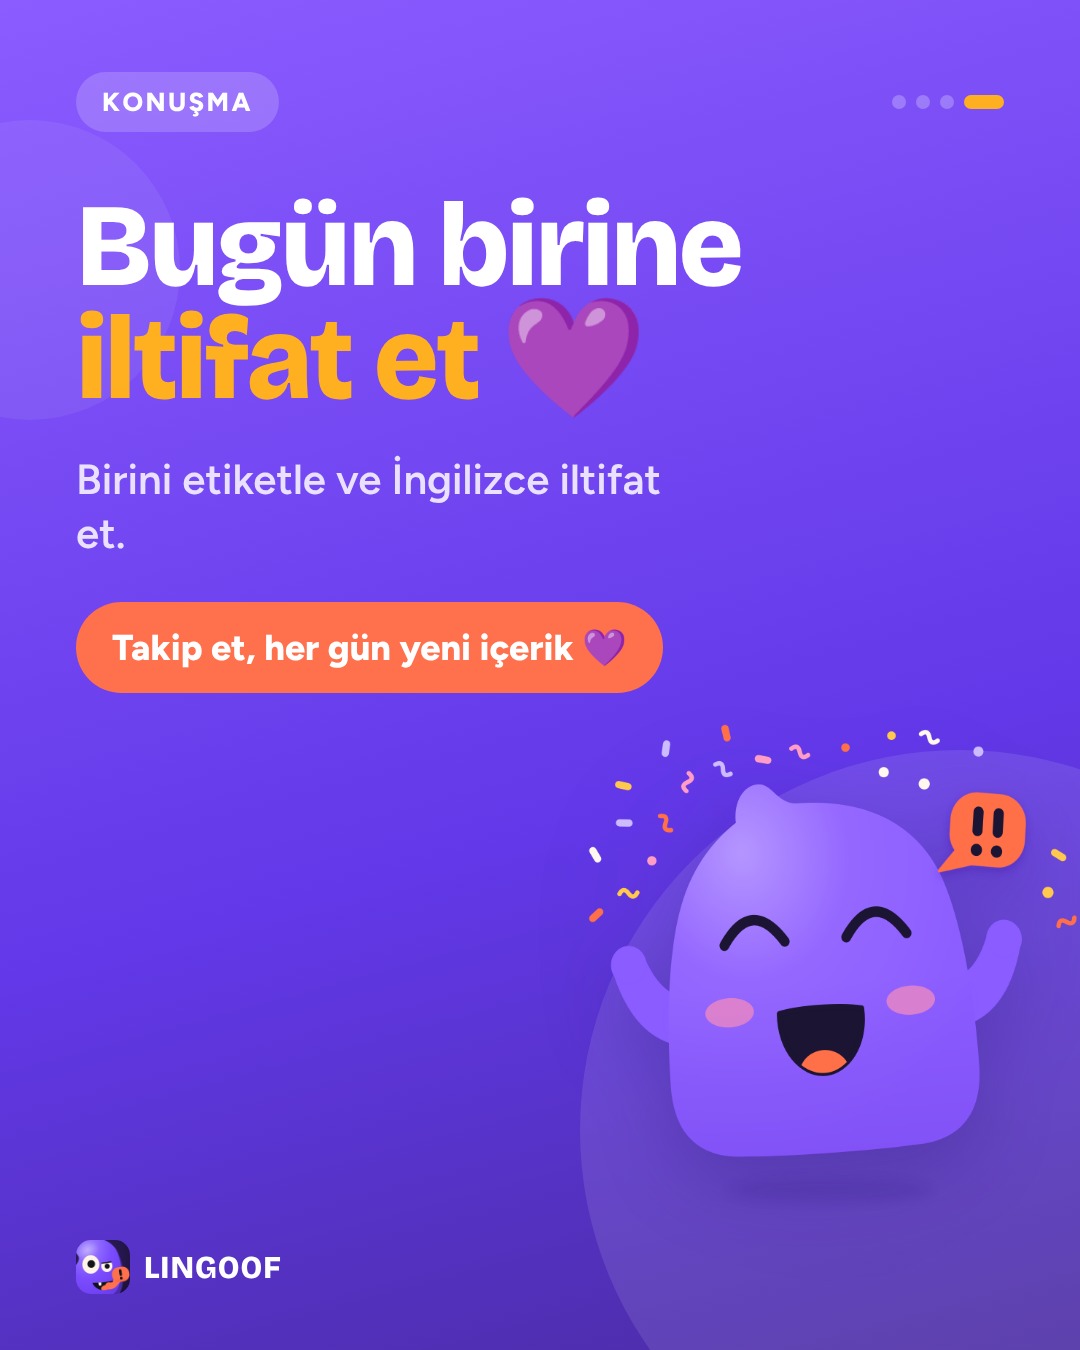 KONUŞMA
Bugün birine
iltifat et 💜
Birini etiketle ve İngilizce iltifat
et.
Takip et, her gün yeni içerik 💜
!!
LINGOOF